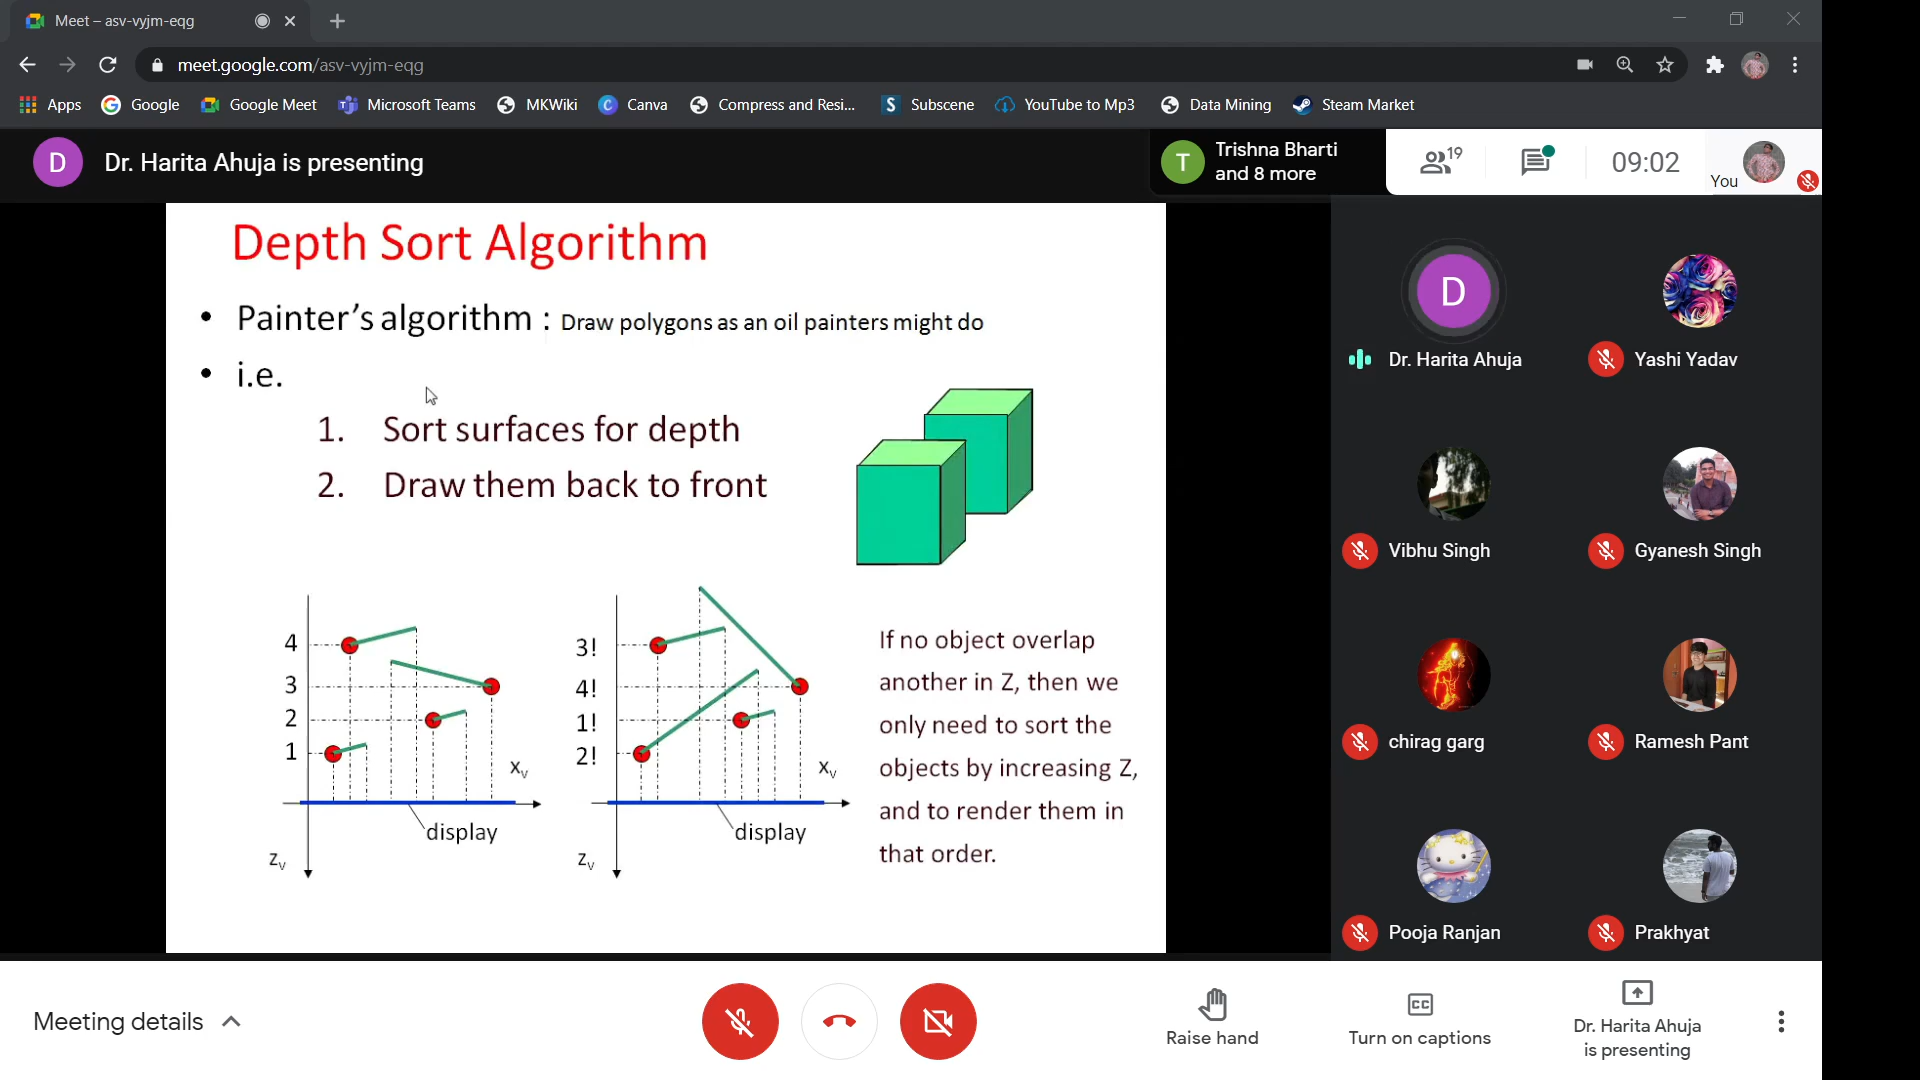 Meet – asv-vyjm-eqg
meet.google.com/asv-vyjm-eqg
Apps Google Google Meet Microsoft Teams MKWiki Canva Compress and Resi... Subscene YouTube to Mp3 Data Mining Steam Market
D Dr. Harita Ahuja is presenting
T Trishna Bharti
and 8 more
19
09:02
You
Depth Sort Algorithm
• Painter's algorithm : Draw polygons as an oil painters might do
• i.e.
1. Sort surfaces for depth
2. Draw them back to front
4
3
2
1
xv
display
zv
3!
4!
1!
2!
xv
display
zv
If no object overlap
another in Z, then we
only need to sort the
objects by increasing Z,
and to render them in
that order.
D
Dr. Harita Ahuja
Yashi Yadav
Vibhu Singh
Gyanesh Singh
chirag garg
Ramesh Pant
Pooja Ranjan
Prakhyat
Meeting details
Raise hand
CC
Turn on captions
Dr. Harita Ahuja
is presenting